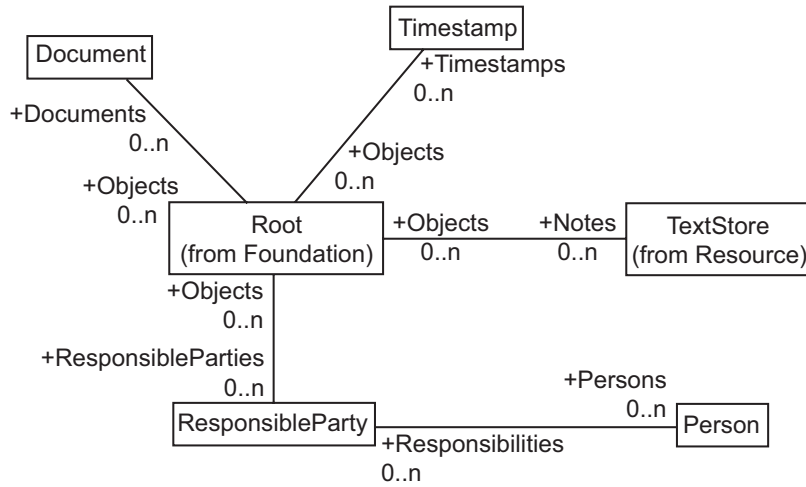 Timestamp
Document
+Timestamps
0..n
+Documents
0..n
+Objects
0..n
+Objects
0..n
Root
(from Foundation)
+Objects
0..n
+Notes
0..n
TextStore
(from Resource)
+Objects
0..n
+ResponsibleParties
0..n
+Persons
0..n
ResponsibleParty
Person
+Responsibilities
0..n